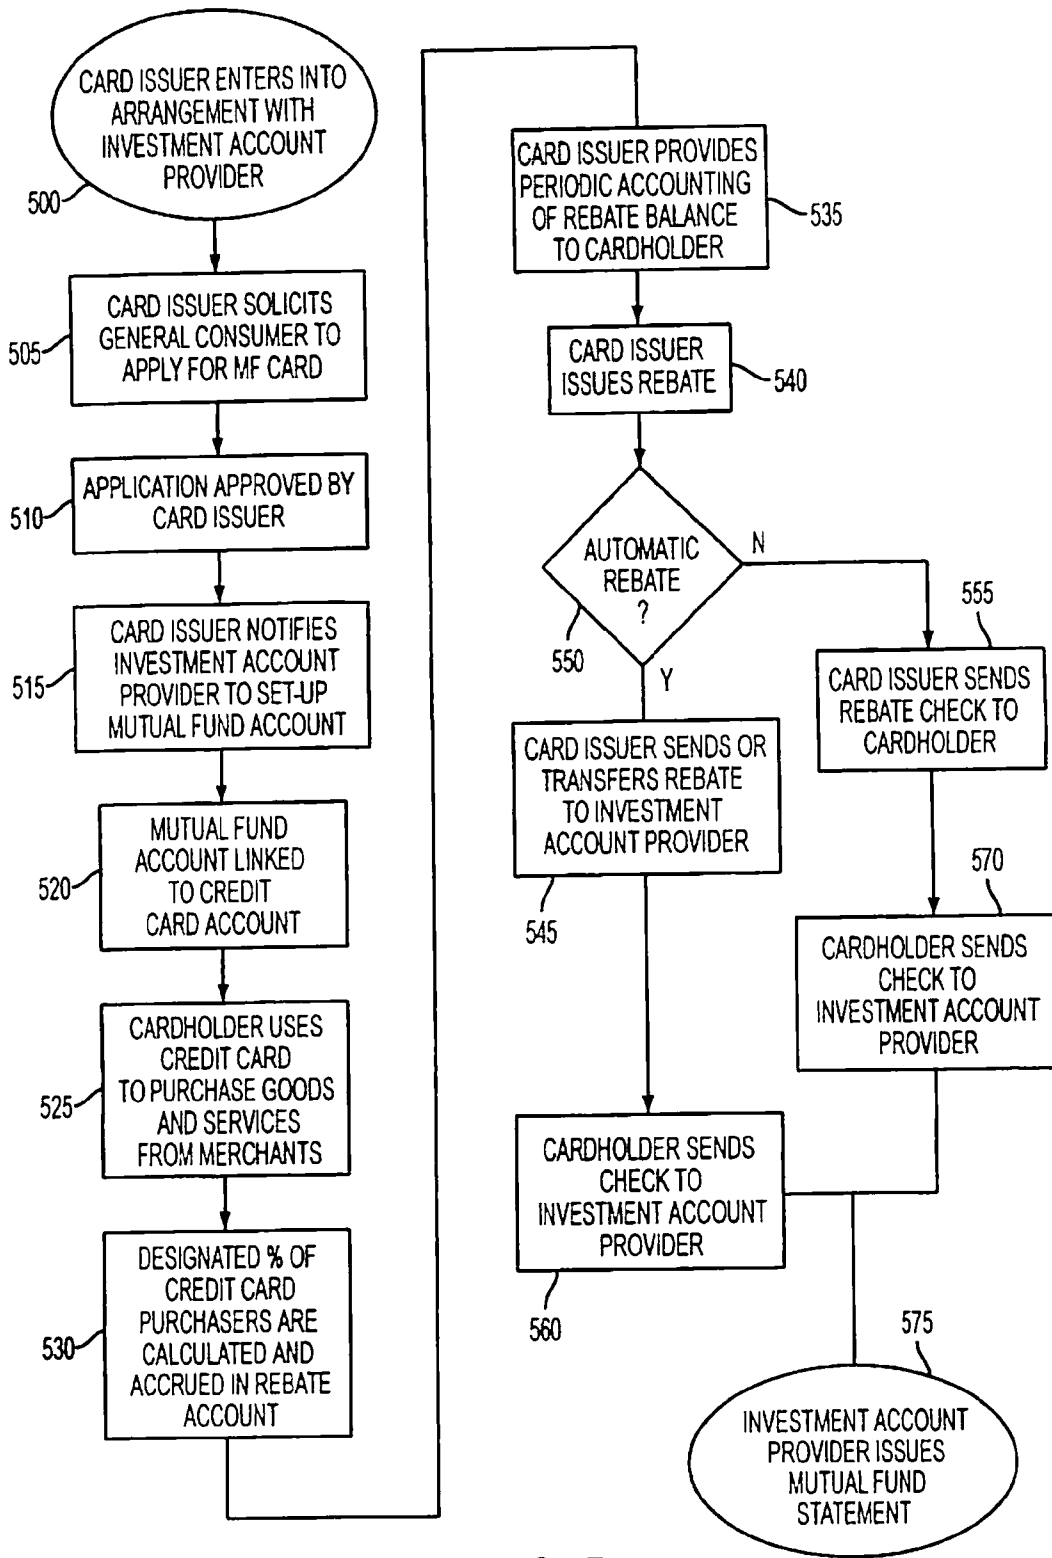 CARD ISSUER ENTERS INTO
ARRANGEMENT WITH
INVESTMENT ACCOUNT
PROVIDER
500
CARD ISSUER SOLICITS
GENERAL CONSUMER TO
APPLY FOR MF CARD
505
APPLICATION APPROVED BY
CARD ISSUER
510
CARD ISSUER NOTIFIES
INVESTMENT ACCOUNT
PROVIDER TO SET-UP
MUTUAL FUND ACCOUNT
515
MUTUAL FUND
ACCOUNT LINKED
TO CREDIT
CARD ACCOUNT
520
CARDHOLDER USES
CREDIT CARD
TO PURCHASE GOODS
AND SERVICES
FROM MERCHANTS
525
DESIGNATED % OF
CREDIT CARD
PURCHASERS ARE
CALCULATED AND
ACCRUED IN REBATE
ACCOUNT
530
CARD ISSUER PROVIDES
PERIODIC ACCOUNTING
OF REBATE BALANCE
TO CARDHOLDER
535
CARD ISSUER
ISSUES REBATE
540
AUTOMATIC
REBATE
?
550
N
Y
555
CARD ISSUER SENDS
REBATE CHECK TO
CARDHOLDER
CARD ISSUER SENDS OR
TRANSFERS REBATE
TO INVESTMENT
ACCOUNT PROVIDER
545
570
CARDHOLDER SENDS
CHECK TO
INVESTMENT ACCOUNT
PROVIDER
CARDHOLDER SENDS
CHECK TO
INVESTMENT ACCOUNT
PROVIDER
560
575
INVESTMENT ACCOUNT
PROVIDER ISSUES
MUTUAL FUND
STATEMENT